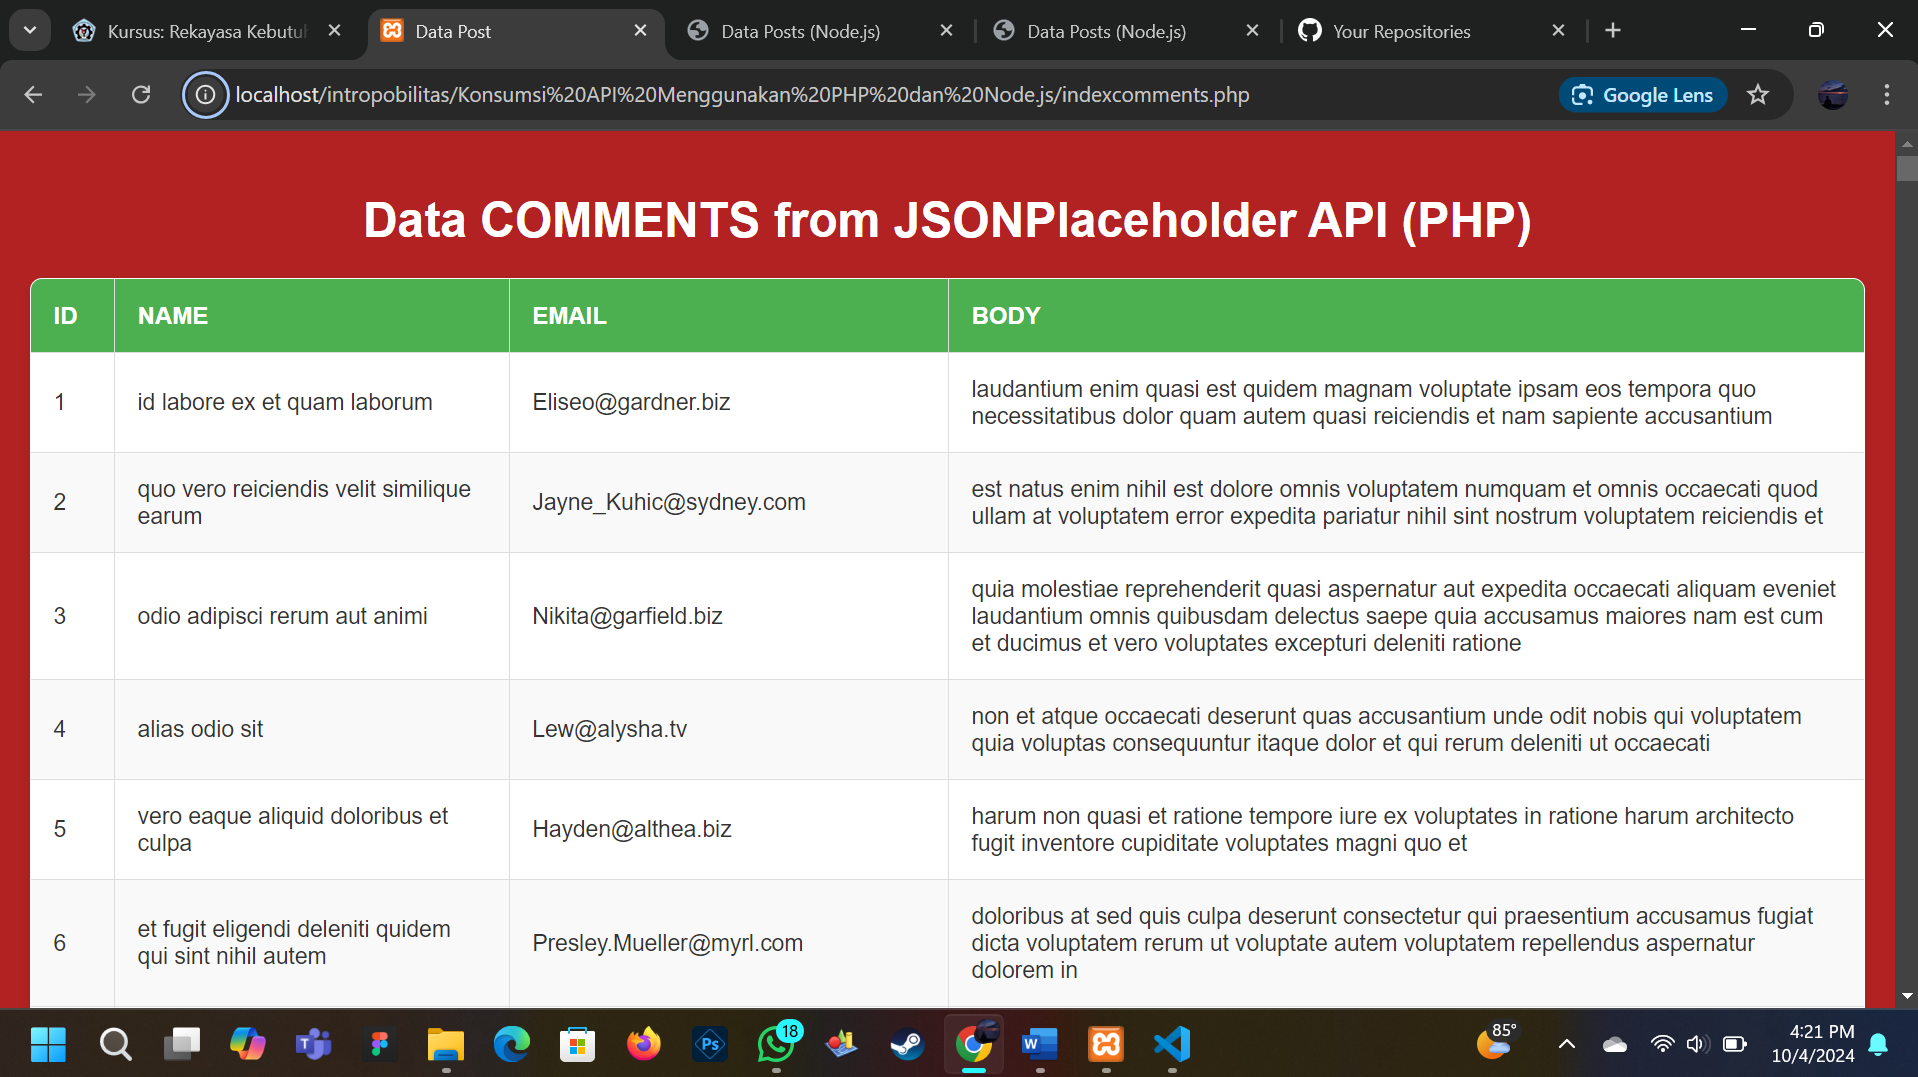 Kursus: Rekayasa Kebutuh
Data Post
Data Posts (Node.js)
Data Posts (Node.js)
Your Repositories
localhost/intropobilitas/Konsumsi%20API%20Menggunakan%20PHP%20dan%20Node.js/indexcomments.php
Google Lens
Data COMMENTS from JSONPlaceholder API (PHP)
ID NAME EMAIL BODY
1 id labore ex et quam laborum Eliseo@gardner.biz laudantium enim quasi est quidem magnam voluptate ipsam eos tempora quo
necessitatibus dolor quam autem quasi reiciendis et nam sapiente accusantium
2 quo vero reiciendis velit similique
earum
Jayne_Kuhic@sydney.com
est natus enim nihil est dolore omnis voluptatem numquam et omnis occaecati quod
ullam at voluptatem error expedita pariatur nihil sint nostrum voluptatem reiciendis et
3 odio adipisci rerum aut animi Nikita@garfield.biz
quia molestiae reprehenderit quasi aspernatur aut expedita occaecati aliquam eveniet
laudantium omnis quibusdam delectus saepe quia accusamus maiores nam est cum
et ducimus et vero voluptates excepturi deleniti ratione
4 alias odio sit Lew@alysha.tv
non et atque occaecati deserunt quas accusantium unde odit nobis qui voluptatem
quia voluptas consequuntur itaque dolor et qui rerum deleniti ut occaecati
5 vero eaque aliquid doloribus et
culpa
Hayden@althea.biz
harum non quasi et ratione tempore iure ex voluptates in ratione harum architecto
fugit inventore cupiditate voluptates magni quo et
6 et fugit eligendi deleniti quidem
qui sint nihil autem
Presley.Mueller@myrl.com
doloribus at sed quis culpa deserunt consectetur qui praesentium accusamus fugiat
dicta voluptatem rerum ut voluptate autem voluptatem repellendus aspernatur
dolorem in
T
Ps
18
W
85°
4:21 PM
10/4/2024